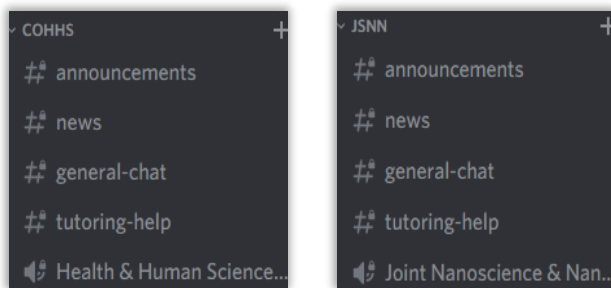 COHHS
announcements
news
general-chat
tutoring-help
Health & Human Science...
JSNN
announcements
news
general-chat
tutoring-help
Joint Nanoscience & Nan...